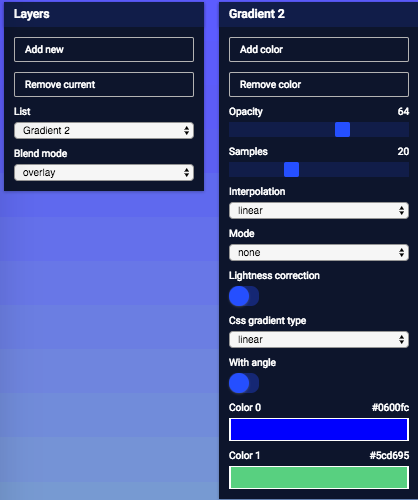 Layers
Add new
Remove current
List
Gradient 2
Blend mode
overlay
Gradient 2
Add color
Remove color
Opacity 64
Samples 20
Interpolation
linear
Mode
none
Lightness correction
Css gradient type
linear
With angle
Color 0 #0600fc
Color 1 #5cd695